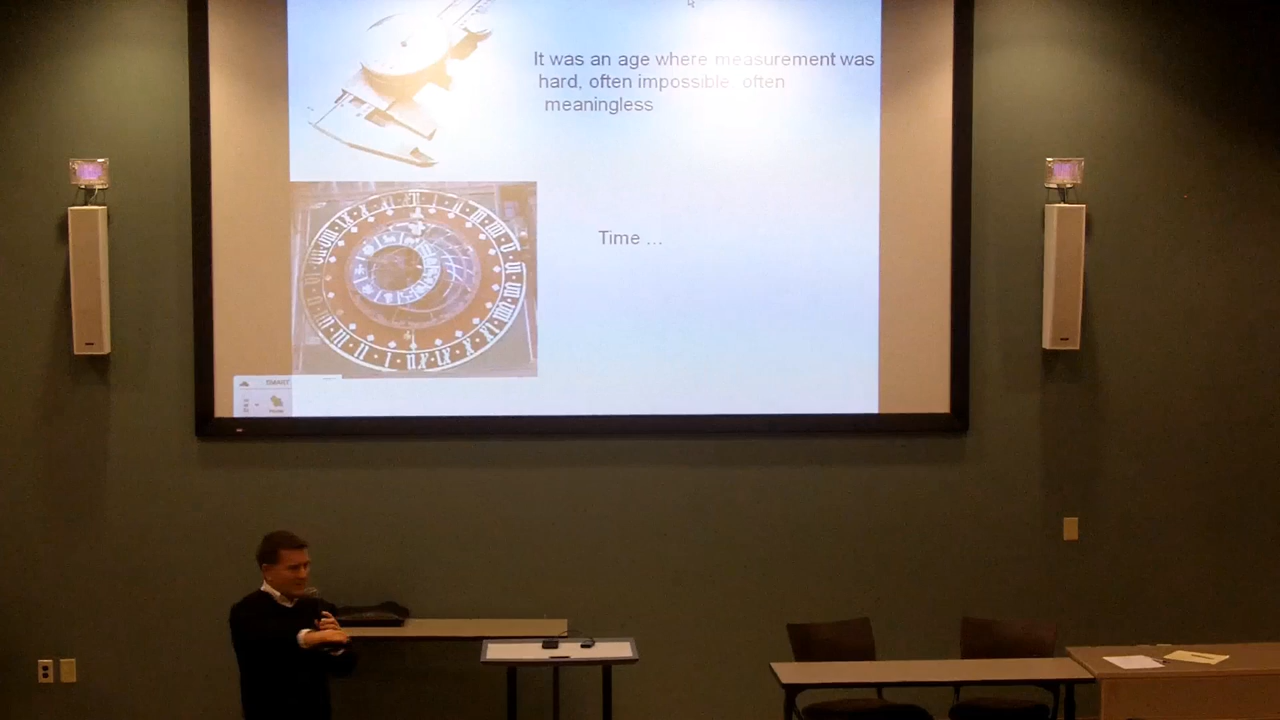 It was an age where measurement was
hard, often impossible, often
meaningless
Time ...